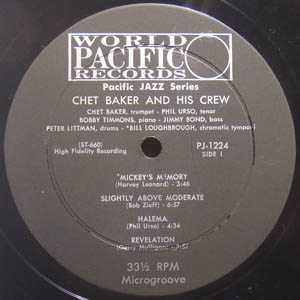 WORLD
PACIFIC
RECORDS
Pacific JAZZ Series
CHET BAKER AND HIS CREW
CHET BAKER, trumpet - PHIL URSO, tenor
BOBBY TIMMONS, piano - JIMMY BOND, bass
PETER LITTMAN, drums - *BILL LOUGHBROUGH, chromatic tympani
(ST-660)
High Fidelity Recording
PJ-1224
SIDE 1
*MICKEY'S MEMORY
(Harvey Leonard) - 3:46
SLIGHTLY ABOVE MODERATE
(Bob Zieff) - 6:57
HALEMA
(Phil Urso) - 4:34
REVELATION
(Gerry Mulligan) - 3:57
33⅓ RPM
Microgroove